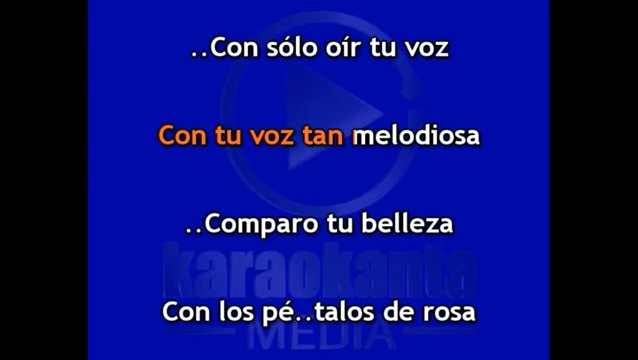 ..Con sólo oír tu voz
Con tu voz tan melodiosa
..Comparo tu belleza
karaokanta
Con los pé..talos de rosa
MEDIA